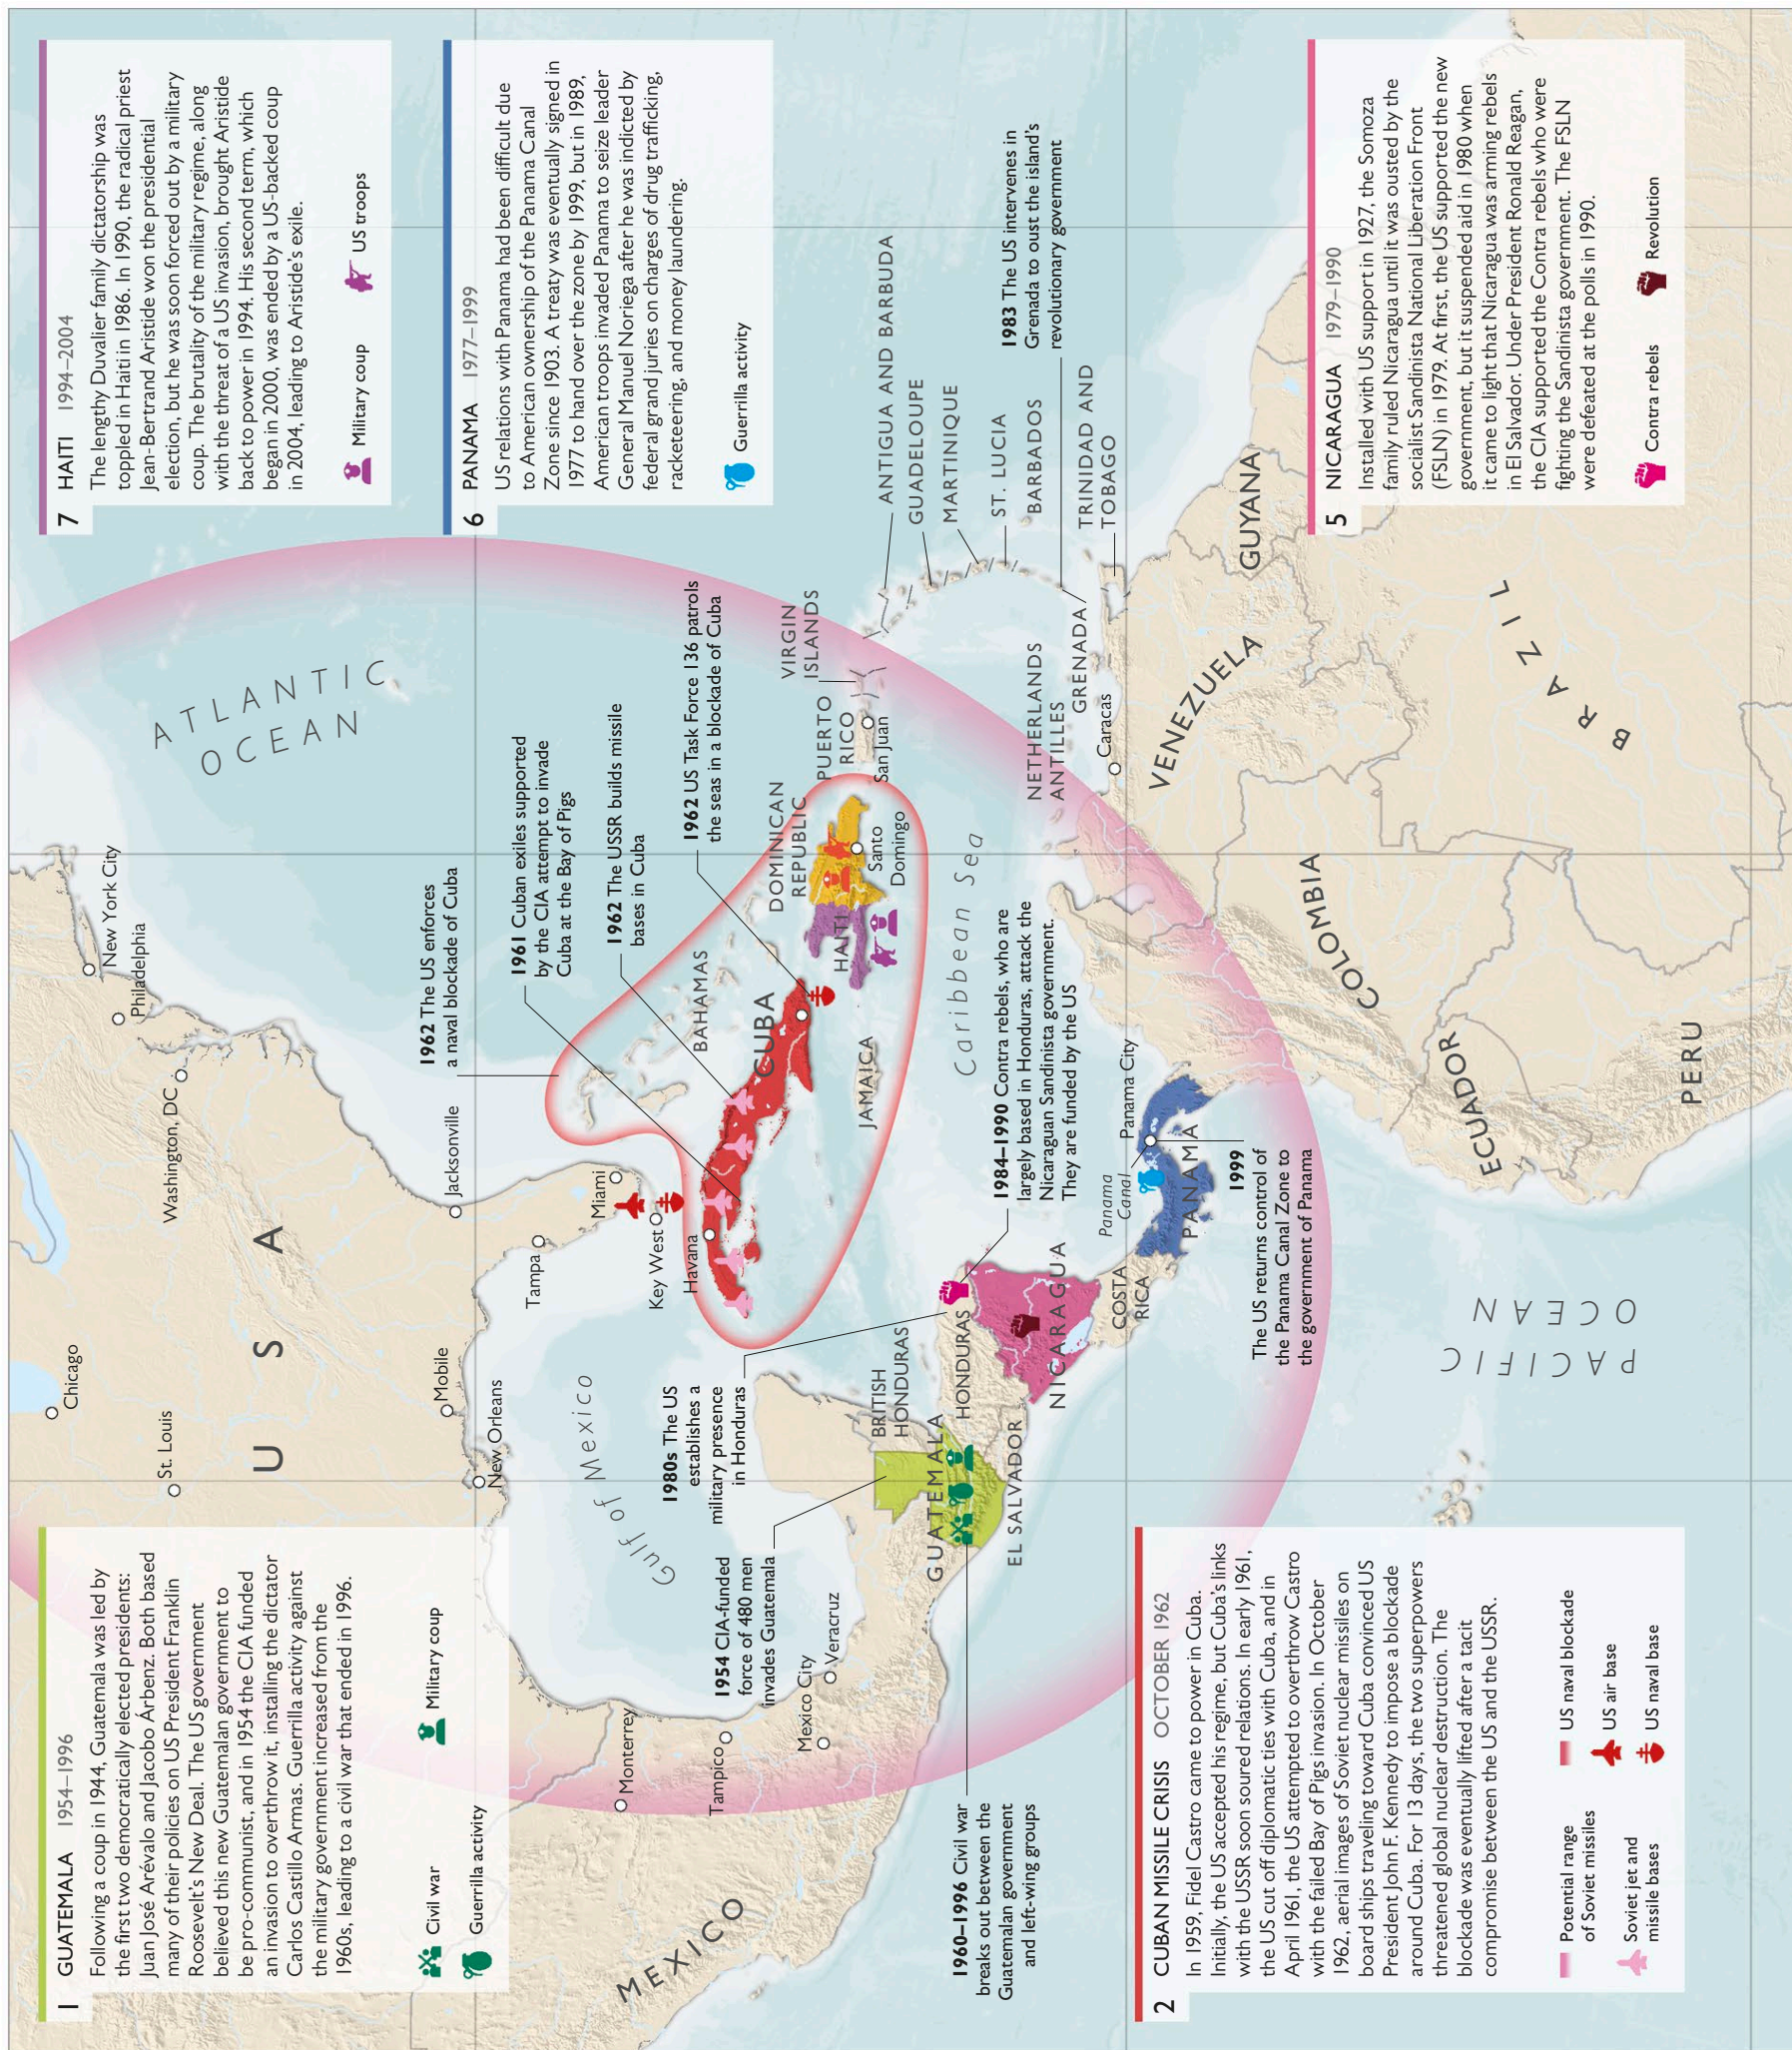 1 GUATEMALA 1954–1996
Following a coup in 1944, Guatemala was led by
the first two democratically elected presidents:
Juan José Arévalo and Jacobo Árbenz. Both based
many of their policies on US President Franklin
Roosevelt's New Deal. The US government
believed this new Guatemalan government to
be pro-communist, and in 1954 the CIA funded
an invasion to overthrow it, installing the dictator
Carlos Castillo Armas. Guerrilla activity against
the military government increased from the
1960s, leading to a civil war that ended in 1996.
Civil war
Military coup
Guerrilla activity
7 HAITI 1994–2004
The lengthy Duvalier family dictatorship was
toppled in Haiti in 1986. In 1990, the radical priest
Jean-Bertrand Aristide won the presidential
election, but he was soon forced out by a military
coup. The brutality of the military regime, along
with the threat of a US invasion, brought Aristide
back to power in 1994. His second term, which
began in 2000, was ended by a US-backed coup
in 2004, leading to Aristide's exile.
Military coup
US troops
6 PANAMA 1977–1999
US relations with Panama had been difficult due
to American ownership of the Panama Canal
Zone since 1903. A treaty was eventually signed in
1977 to hand over the zone by 1999, but in 1989,
American troops invaded Panama to seize leader
General Manuel Noriega after he was indicted by
federal grand juries on charges of drug trafficking,
racketeering, and money laundering.
Guerrilla activity
Chicago
New York City
Philadelphia
St. Louis
Washington, DC
U S A
ATLANTIC
OCEAN
Jacksonville
Mobile
New Orleans
Tampa
Miami
Key West
Havana
Monterrey
Tampico
Mexico City
Veracruz
MEXICO
Gulf of Mexico
1962 The US enforces
a naval blockade of Cuba
1961 Cuban exiles supported
by the CIA attempt to invade
Cuba at the Bay of Pigs
1962 The USSR builds missile
bases in Cuba
1962 US Task Force 136 patrols
the seas in a blockade of Cuba
BAHAMAS
CUBA
JAMAICA
HAITI
DOMINICAN
REPUBLIC
Santo
Domingo
PUERTO
RICO
San Juan
VIRGIN
ISLANDS
ANTIGUA AND BARBUDA
GUADELOUPE
MARTINIQUE
ST. LUCIA
BARBADOS
1983 The US intervenes in
Grenada to oust the island's
revolutionary government
TRINIDAD AND
TOBAGO
GRENADA
NETHERLANDS
ANTILLES
Caribbean Sea
1980s The US
establishes a
military presence
in Honduras
1954 CIA-funded
force of 480 men
invades Guatemala
1960–1996 Civil war
breaks out between the
Guatemalan government
and left-wing groups
BRITISH
HONDURAS
GUATEMALA
HONDURAS
EL SALVADOR
NICARAGUA
COSTA
RICA
1984–1990 Contra rebels, who are
largely based in Honduras, attack the
Nicaraguan Sandinista government.
They are funded by the US
Panama
Canal
Panama City
PANAMA
1999
The US returns control of
the Panama Canal Zone to
the government of Panama
Caracas
VENEZUELA
GUYANA
COLOMBIA
BRAZIL
ECUADOR
PERU
PACIFIC
OCEAN
2 CUBAN MISSILE CRISIS OCTOBER 1962
In 1959, Fidel Castro came to power in Cuba.
Initially, the US accepted his regime, but Cuba's links
with the USSR soon soured relations. In early 1961,
the US cut off diplomatic ties with Cuba, and in
April 1961, the US attempted to overthrow Castro
with the failed Bay of Pigs invasion. In October
1962, aerial images of Soviet nuclear missiles on
board ships traveling toward Cuba convinced US
President John F. Kennedy to impose a blockade
around Cuba. For 13 days, the two superpowers
threatened global nuclear destruction. The
blockade was eventually lifted after a tacit
compromise between the US and the USSR.
Potential range
of Soviet missiles
Soviet jet and
missile bases
US naval blockade
US air base
US naval base
5 NICARAGUA 1979–1990
Installed with US support in 1927, the Somoza
family ruled Nicaragua until it was ousted by the
socialist Sandinista National Liberation Front
(FSLN) in 1979. At first, the US supported the new
government, but it suspended aid in 1980 when
it came to light that Nicaragua was arming rebels
in El Salvador. Under President Ronald Reagan,
the CIA supported the Contra rebels who were
fighting the Sandinista government. The FSLN
were defeated at the polls in 1990.
Contra rebels
Revolution